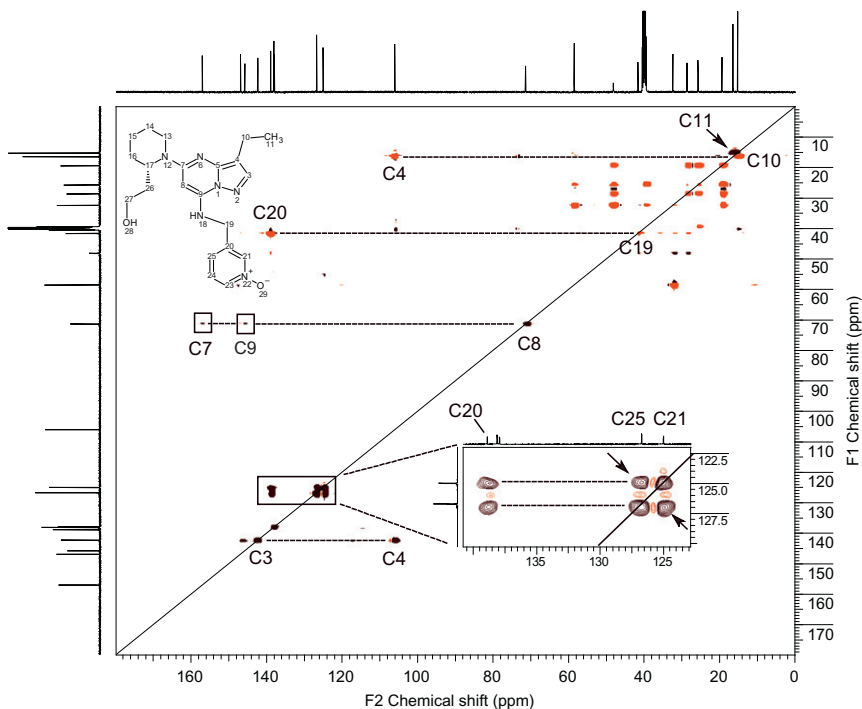 C11
C10
C4
14
15
13
16
N
12
17
N
6
7
5
8
9
N
1
N
2
3
4
10
CH3
11
26
27
OH
28
HN
18
19
20
25
21
24
23
N+
22
O−
29
C20
C19
C7
C9
C8
C20
C25
C21
122.5
125.0
127.5
135
130
125
C3
C4
10
20
30
40
50
60
70
80
90
100
110
120
130
140
150
160
170
F1 Chemical shift (ppm)
160
140
120
100
80
60
40
20
0
F2 Chemical shift (ppm)